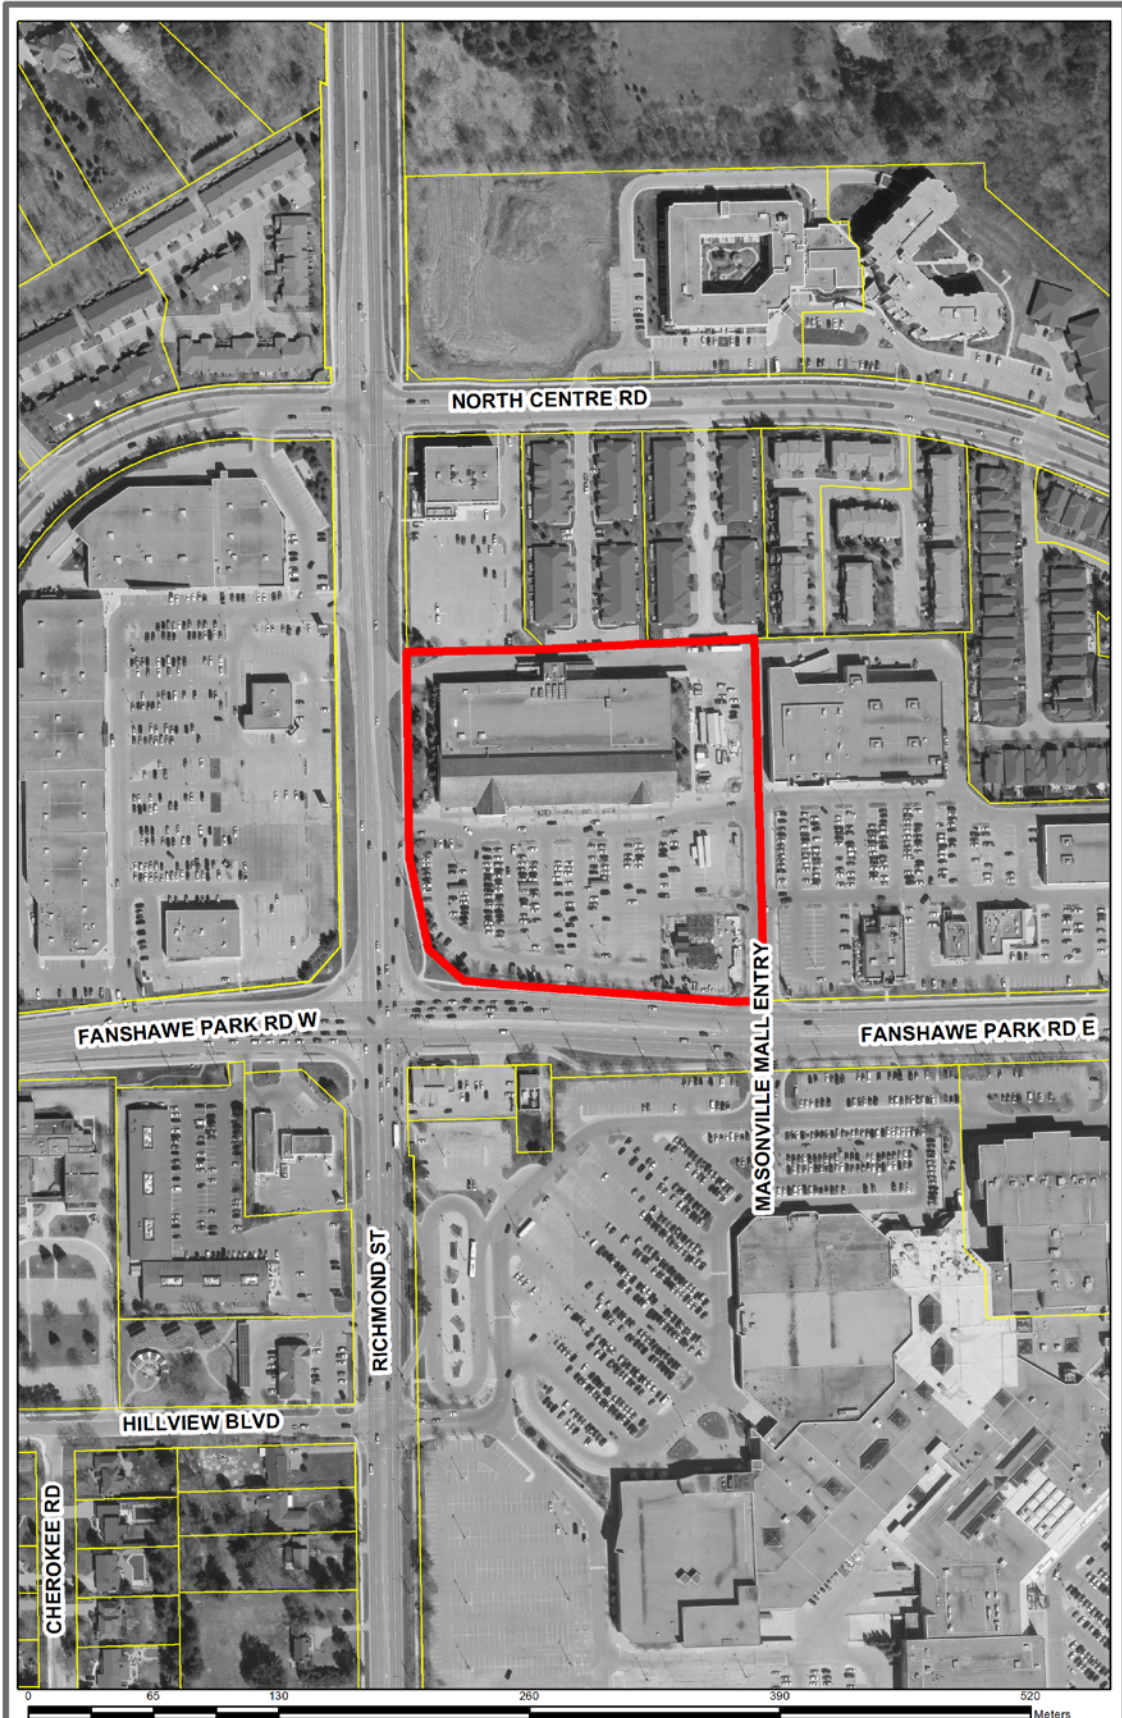 NORTH CENTRE RD
FANSHAWE PARK RD W
FANSHAWE PARK RD E
MASONVILLE MALL ENTRY
RICHMOND ST
HILLVIEW BLVD
CHEROKEE RD
0 65 130 260 390 520
Meters